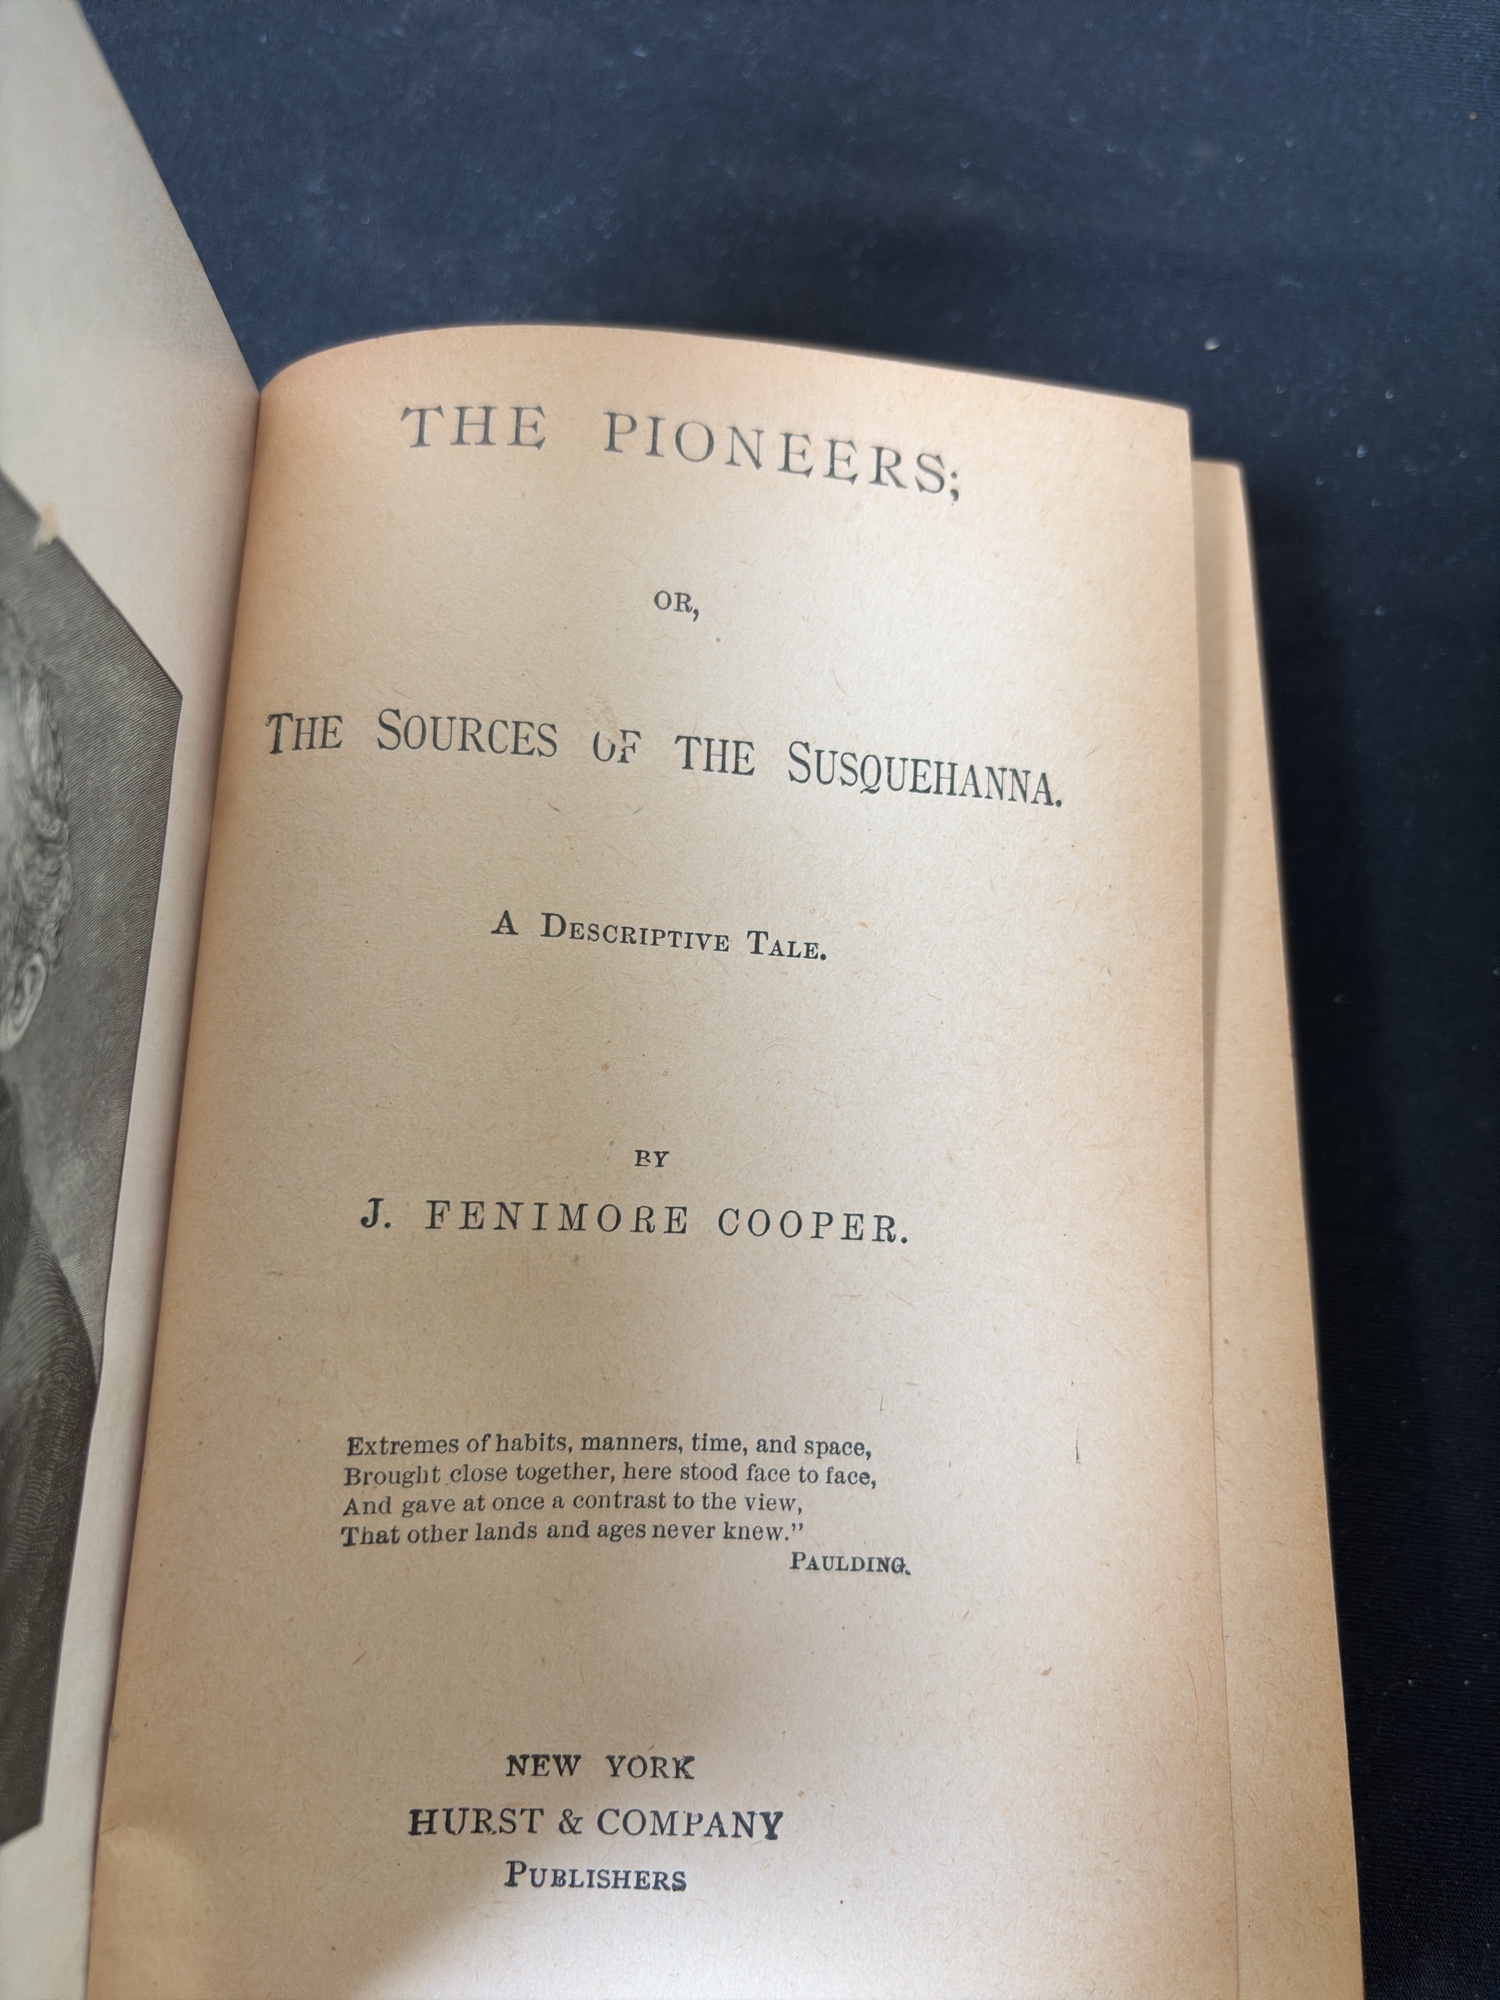 THE PIONEERS;
OR,
THE SOURCES OF THE SUSQUEHANNA.
A DESCRIPTIVE TALE.
BY
J. FENIMORE COOPER.
Extremes of habits, manners, time, and space,
Brought close together, here stood face to face,
And gave at once a contrast to the view,
That other lands and ages never knew.”
PAULDING.
NEW YORK
HURST & COMPANY
PUBLISHERS